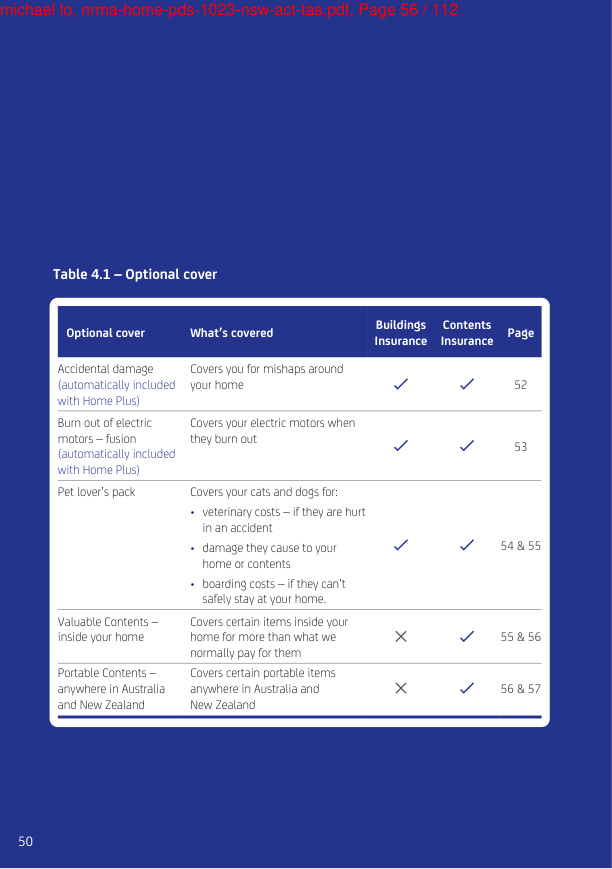 michael lo, nrma-home-pds-1023-nsw-act-tas.pdf, Page 56 / 112
Table 4.1 – Optional cover
Optional cover
What's covered
Buildings
Insurance
Contents
Insurance
Page
Accidental damage
(automatically included
with Home Plus)
Covers you for mishaps around
your home
52
Burn out of electric
motors – fusion
(automatically included
with Home Plus)
Covers your electric motors when
they burn out
53
Pet lover's pack
Covers your cats and dogs for:
• veterinary costs – if they are hurt
in an accident
• damage they cause to your
home or contents
• boarding costs – if they can't
safely stay at your home.
54 & 55
Valuable Contents –
inside your home
Covers certain items inside your
home for more than what we
normally pay for them
55 & 56
Portable Contents –
anywhere in Australia
and New Zealand
Covers certain portable items
anywhere in Australia and
New Zealand
56 & 57
50